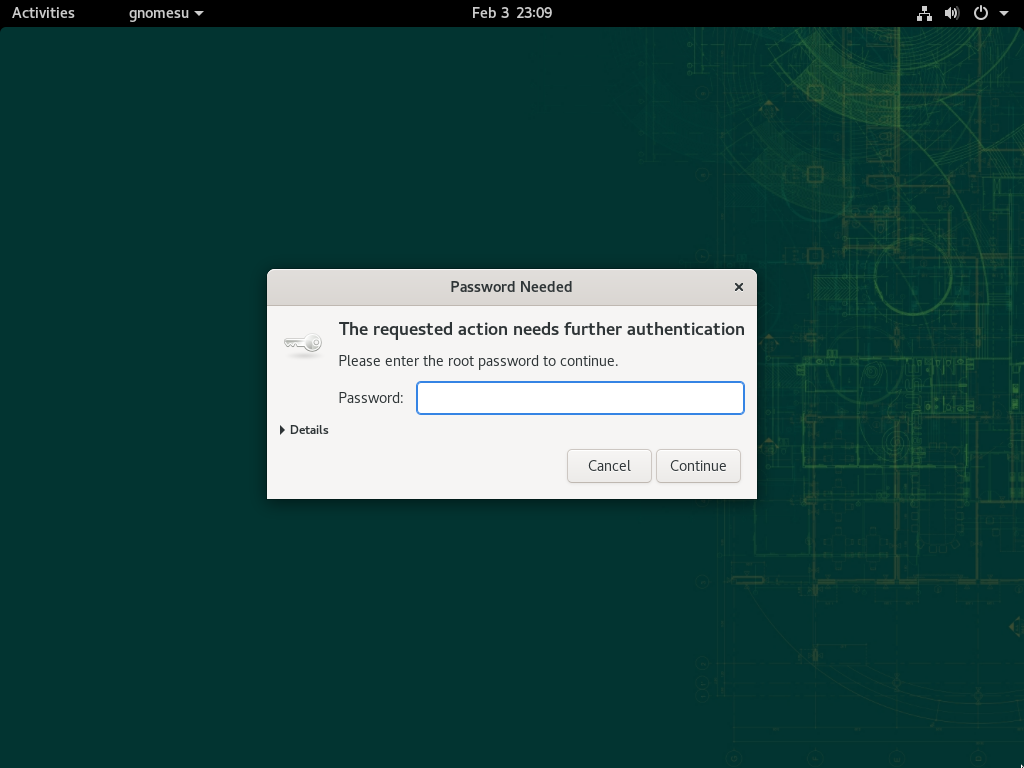 Activities gnomesu Feb 3 23:09
Password Needed
The requested action needs further authentication
Please enter the root password to continue.
Password:
Details
Cancel Continue